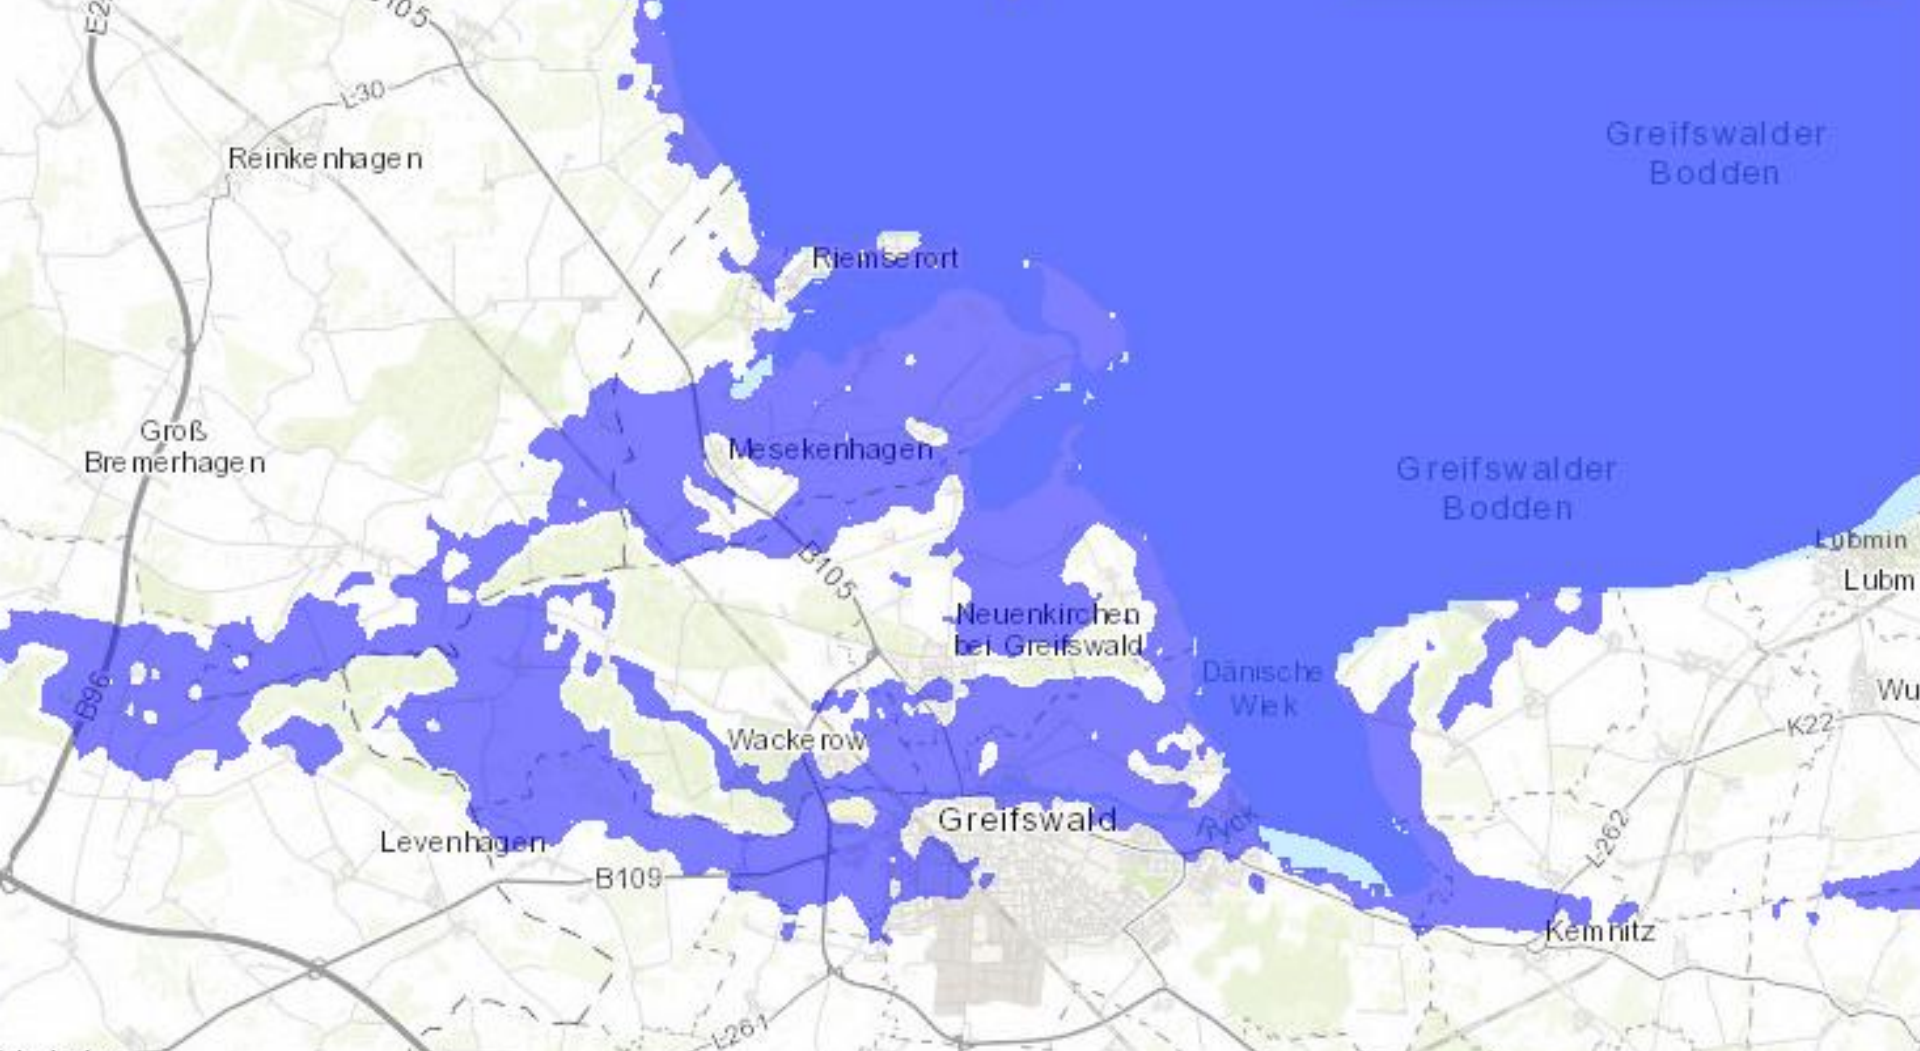 B105
L30
Greifswalder
Bodden
Reinkenhagen
Riemserort
Groß
Bremerhagen
Mesekenhagen
Greifswalder
Bodden
Lubmin
Lubm
B105
Neuenkirchen
bei Greifswald
Dänische
Wiek
B96
Wu
K22
Wackerow
Greifswald
Ryck
Levenhagen
L262
B109
Kemnitz
L261